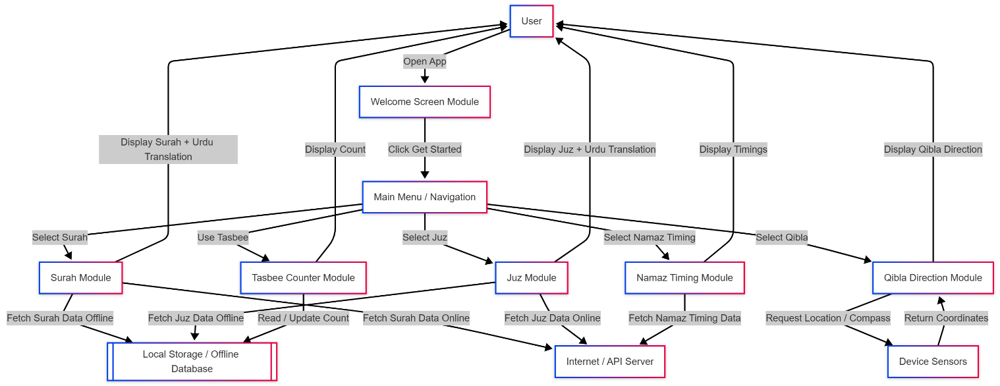 User
Open App
Welcome Screen Module
Display Surah + Urdu
Translation
Display Count
Click Get Started
Display Juz + Urdu Translation
Display Timings
Display Qibla Direction
Main Menu / Navigation
Select Surah
Use Tasbee
Select Juz
Select Namaz Timing
Select Qibla
Surah Module
Tasbee Counter Module
Juz Module
Namaz Timing Module
Qibla Direction Module
Fetch Surah Data Offline
Fetch Juz Data Offline
Read / Update Count
Fetch Surah Data Online
Fetch Juz Data Online
Fetch Namaz Timing Data
Request Location / Compass
Return Coordinates
Local Storage / Offline
Database
Internet / API Server
Device Sensors